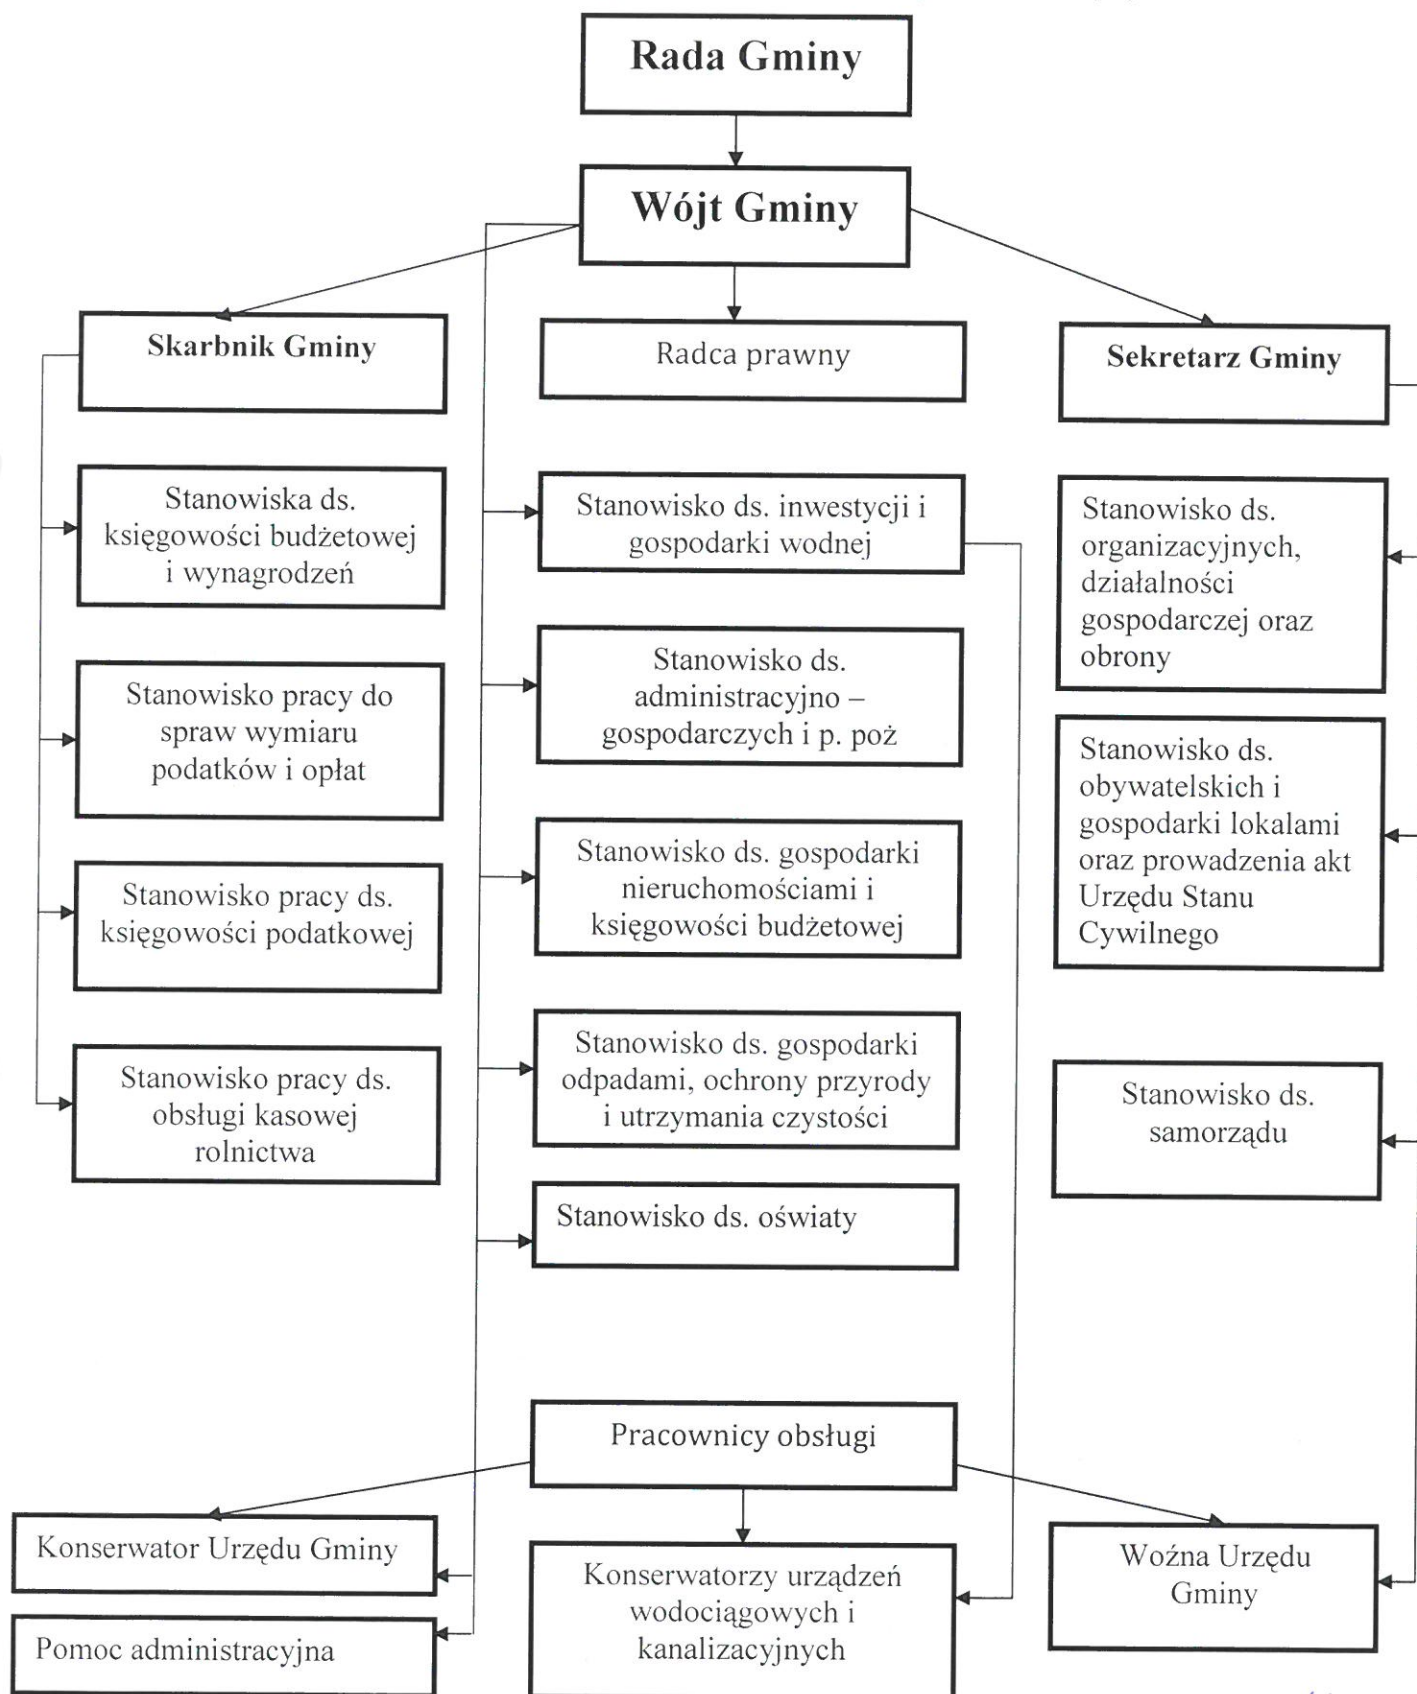 Rada Gminy
Wójt Gminy
Skarbnik Gminy
Radca prawny
Sekretarz Gminy
Stanowiska ds.
księgowości budżetowej
i wynagrodzeń
Stanowisko pracy do
spraw wymiaru
podatków i opłat
Stanowisko pracy ds.
księgowości podatkowej
Stanowisko pracy ds.
obsługi kasowej
rolnictwa
Stanowisko ds. inwestycji i
gospodarki wodnej
Stanowisko ds.
administracyjno –
gospodarczych i p. poż
Stanowisko ds. gospodarki
nieruchomościami i
księgowości budżetowej
Stanowisko ds. gospodarki
odpadami, ochrony przyrody
i utrzymania czystości
Stanowisko ds. oświaty
Stanowisko ds.
organizacyjnych,
działalności
gospodarczej oraz
obrony
Stanowisko ds.
obywatelskich i
gospodarki lokalami
oraz prowadzenia akt
Urzędu Stanu
Cywilnego
Stanowisko ds.
samorządu
Pracownicy obsługi
Konserwator Urzędu Gminy
Pomoc administracyjna
Konserwatorzy urządzeń
wodociągowych i
kanalizacyjnych
Woźna Urzędu
Gminy